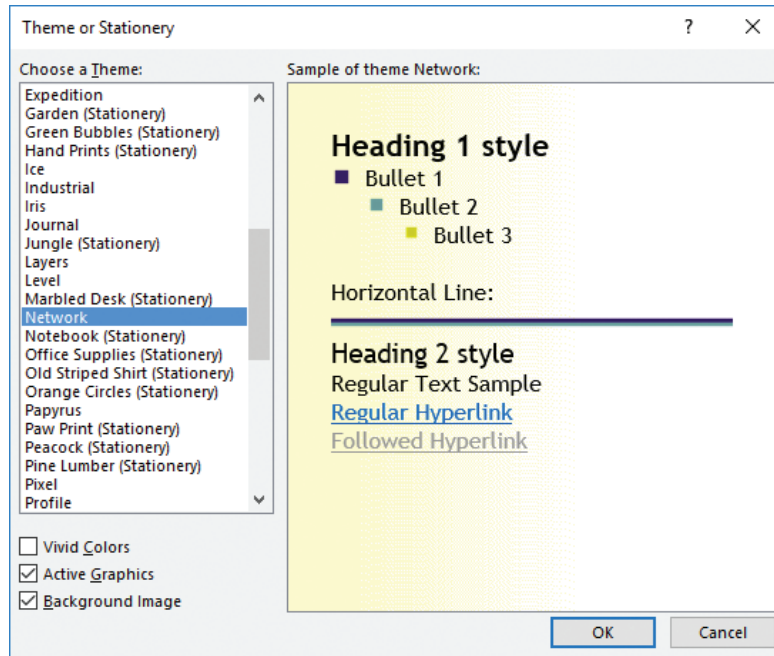 Theme or Stationery
?
Choose a Theme:
Expedition
Garden (Stationery)
Green Bubbles (Stationery)
Hand Prints (Stationery)
Ice
Industrial
Iris
Journal
Jungle (Stationery)
Layers
Level
Marbled Desk (Stationery)
Network
Notebook (Stationery)
Office Supplies (Stationery)
Old Striped Shirt (Stationery)
Orange Circles (Stationery)
Papyrus
Paw Print (Stationery)
Peacock (Stationery)
Pine Lumber (Stationery)
Pixel
Profile
Vivid Colors
Active Graphics
Background Image
Sample of theme Network:
Heading 1 style
Bullet 1
Bullet 2
Bullet 3
Horizontal Line:
Heading 2 style
Regular Text Sample
Regular Hyperlink
Followed Hyperlink
OK
Cancel